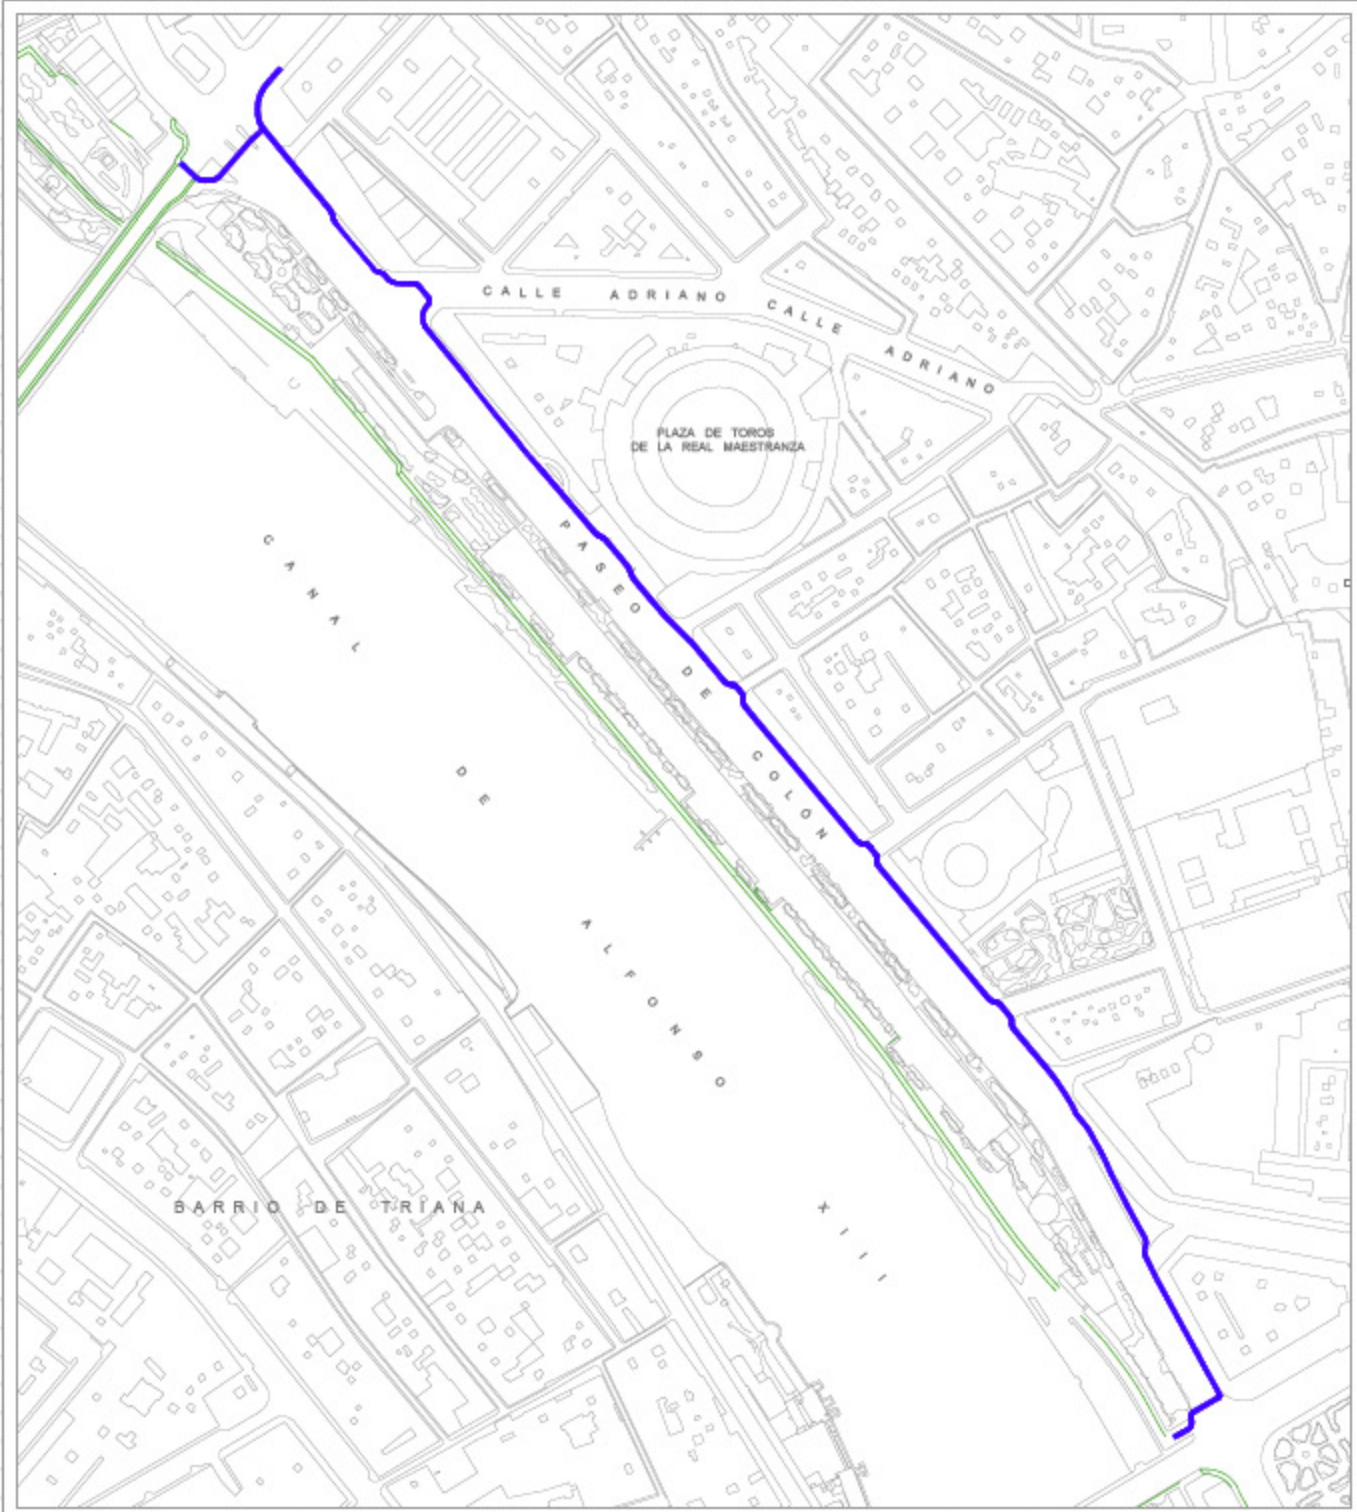 CALLE ADRIANO
CALLE ADRIANO
PLAZA DE TOROS
DE LA REAL MAESTRANZA
PASEO DE COLON
CANAL DE ALFONSO XIII
BARRIO DE TRIANA